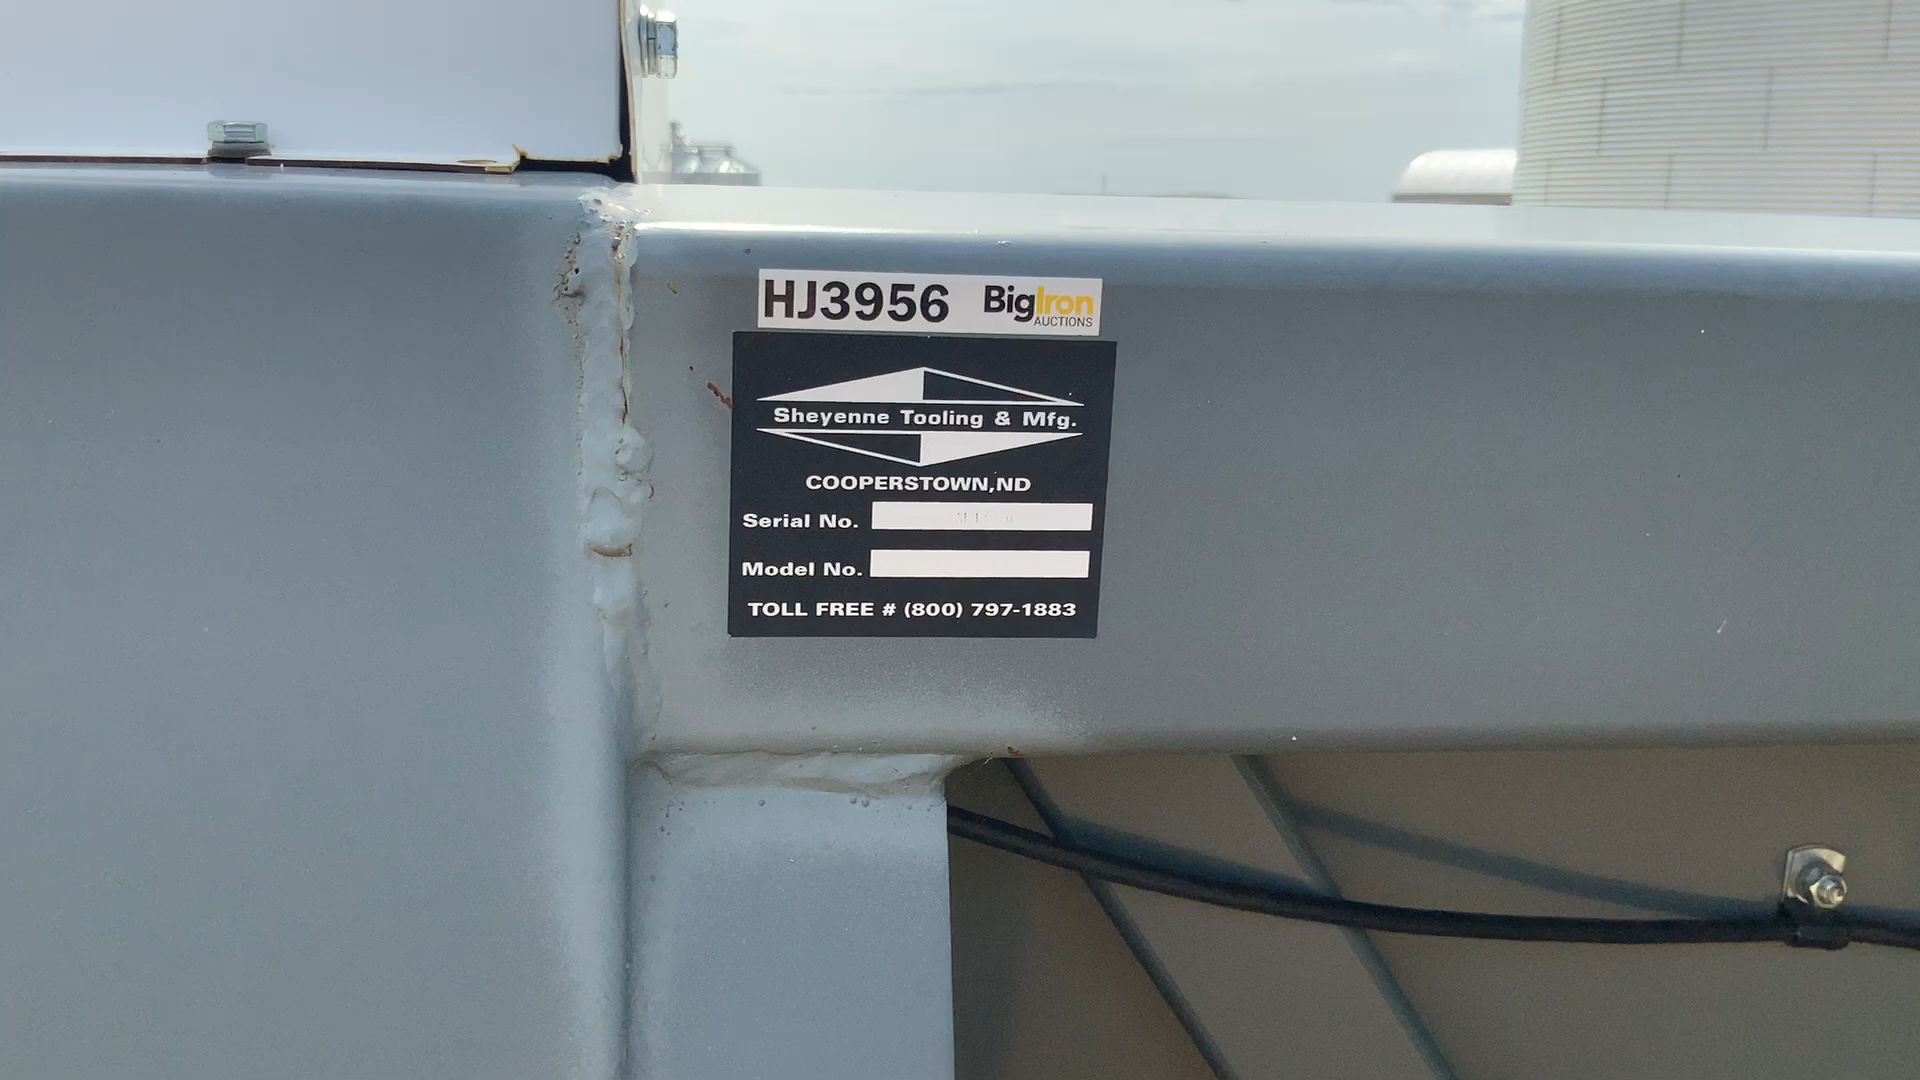 HJ3956 BigIron
AUCTIONS
Sheyenne Tooling & Mfg.
COOPERSTOWN,ND
Serial No.
Model No.
TOLL FREE # (800) 797-1883